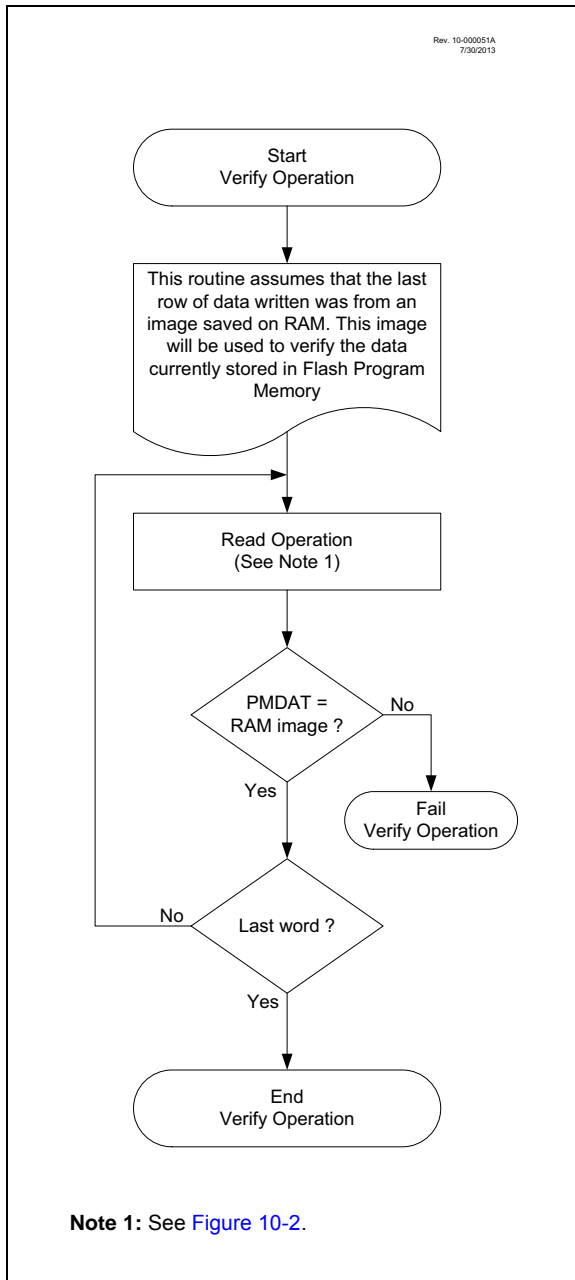 Rev. 10-000051A
7/30/2013
Start
Verify Operation
This routine assumes that the last
row of data written was from an
image saved on RAM. This image
will be used to verify the data
currently stored in Flash Program
Memory
Read Operation
(See Note 1)
PMDAT =
RAM image ?
No
Yes
Fail
Verify Operation
No
Last word ?
Yes
End
Verify Operation
Note 1: See Figure 10-2.